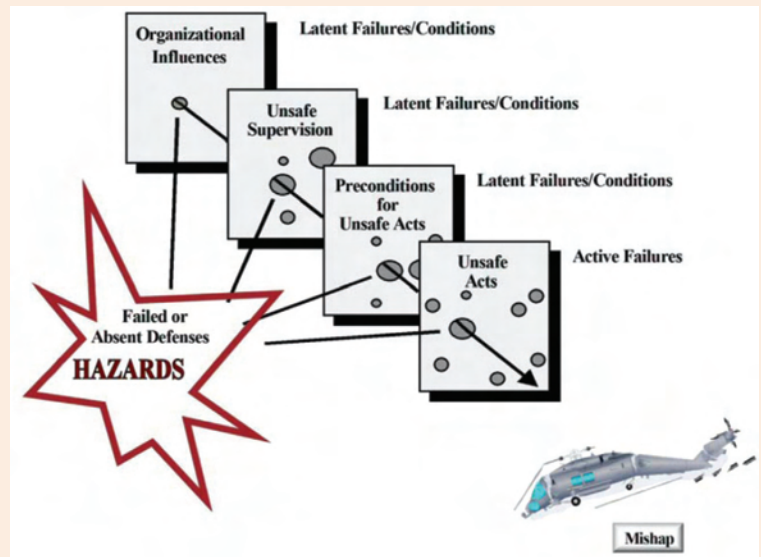 Organizational
Influences
Latent Failures/Conditions
Unsafe
Supervision
Latent Failures/Conditions
Preconditions
for
Unsafe Acts
Latent Failures/Conditions
Unsafe
Acts
Active Failures
Failed or
Absent Defenses
HAZARDS
Mishap